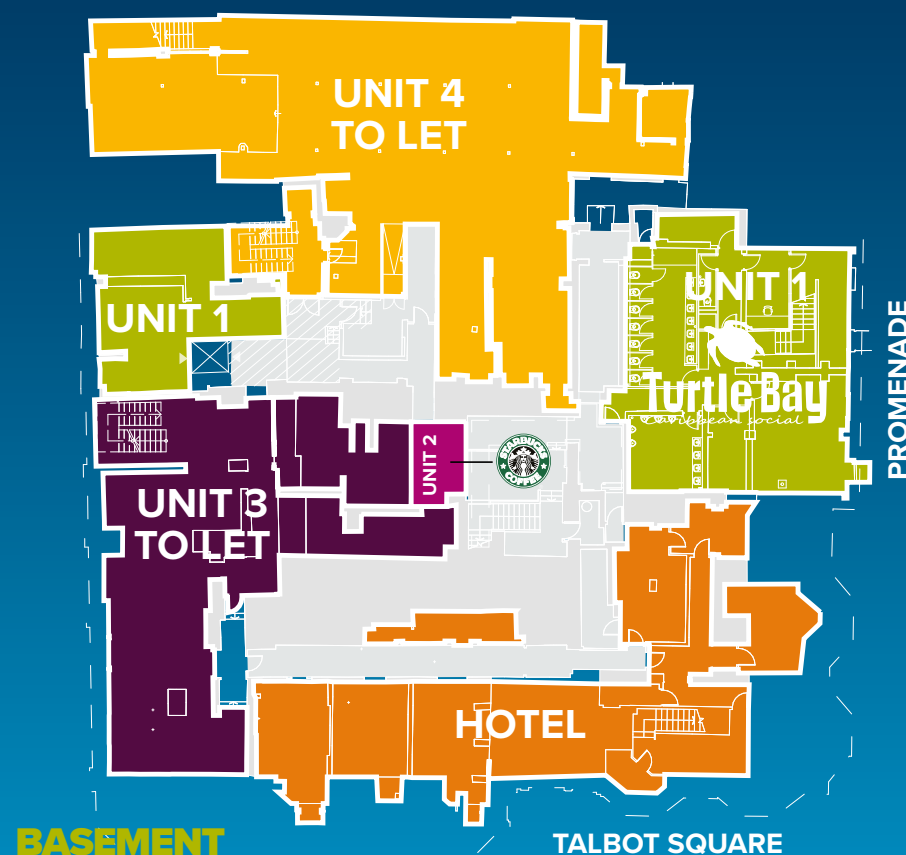 UNIT 4
TO LET
UNIT 1
UNIT 1
Turtle Bay
Caribbean social
PROMENADE
UNIT 2
STARBUCKS
COFFEE
UNIT 3
TO LET
HOTEL
BASEMENT
TALBOT SQUARE